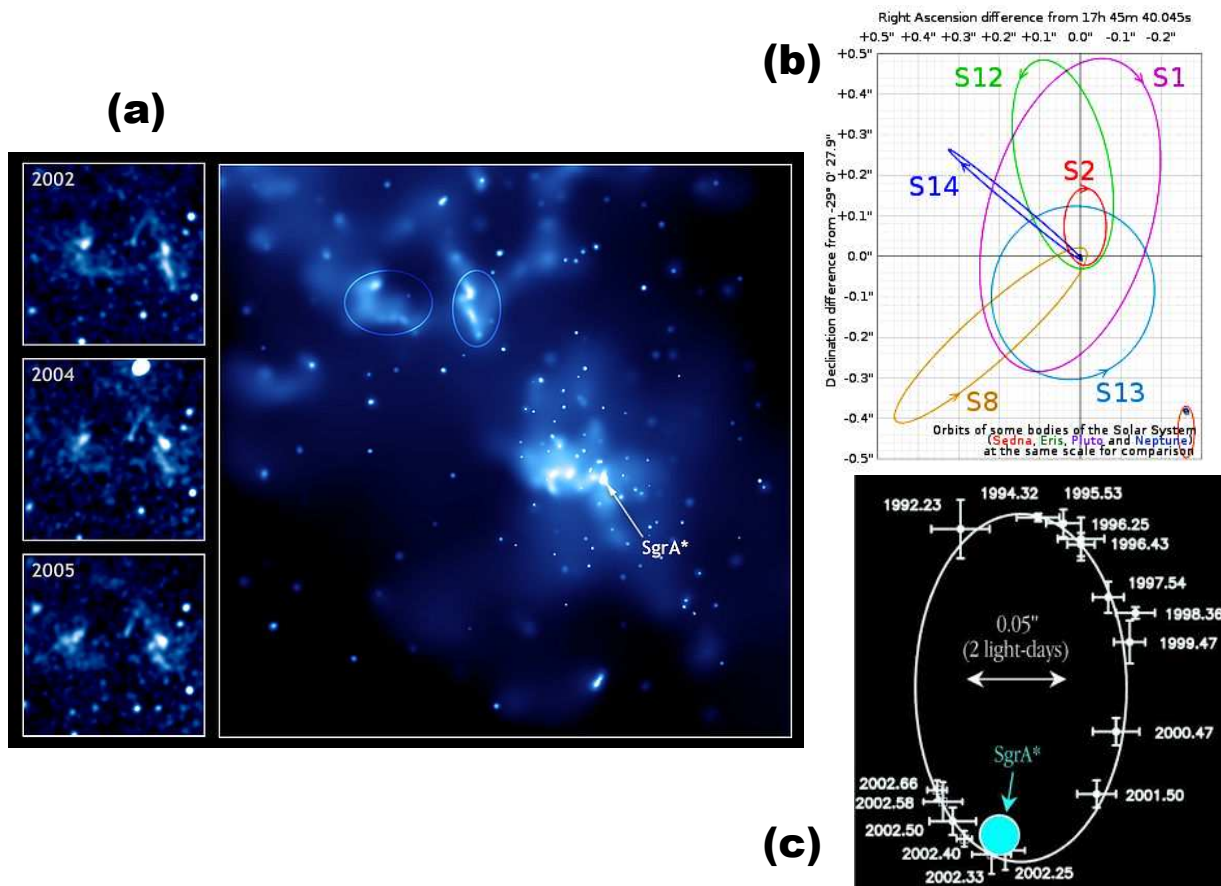 (a)
2002
2004
2005
SgrA*
(b)
Right Ascension difference from 17h 45m 40.045s
+0.5" +0.4" +0.3" +0.2" +0.1" 0.0" -0.1" -0.2"
Declination difference from -29° 0' 27.9"
+0.5"
+0.4"
+0.3"
+0.2"
+0.1"
0.0"
-0.1"
-0.2"
-0.3"
-0.4"
-0.5"
S12
S1
S2
S14
S13
S8
Orbits of some bodies of the Solar System
(Sedna, Eris, Pluto and Neptune)
at the same scale for comparison
(c)
1992.23
1994.32
1995.53
1996.25
1996.43
1997.54
1998.36
1999.47
0.05"
(2 light-days)
2000.47
SgrA*
2001.50
2002.66
2002.58
2002.50
2002.40
2002.33
2002.25